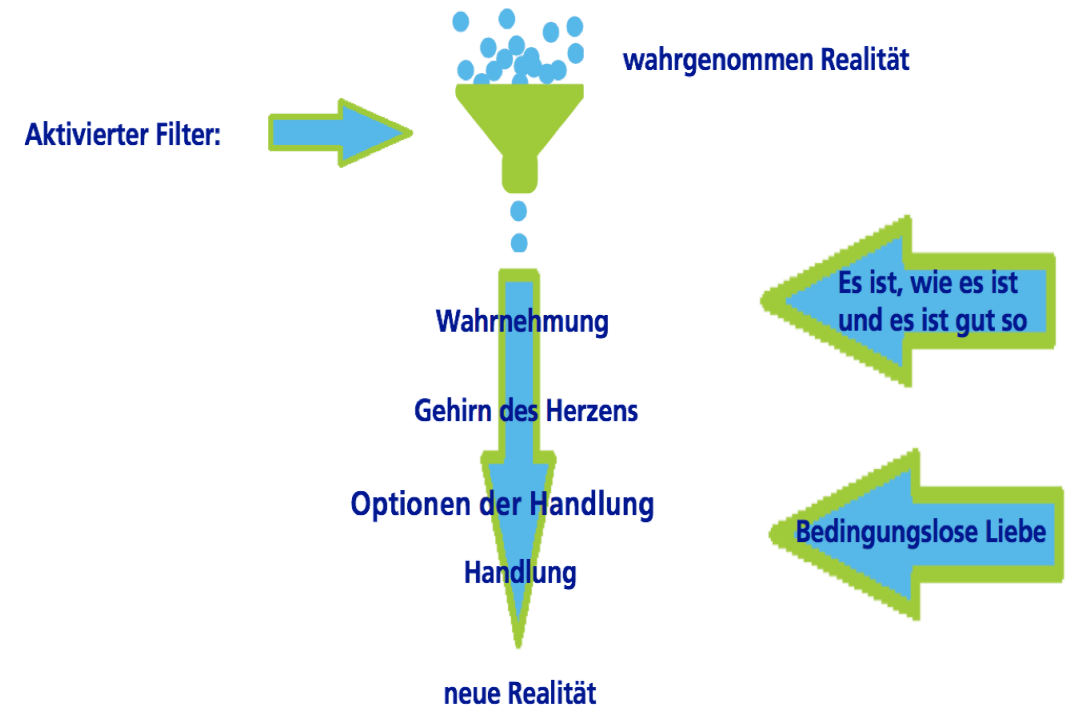 wahrgenommen Realität
Aktivierter Filter:
Es ist, wie es ist
und es ist gut so
Wahrnehmung
Gehirn des Herzens
Optionen der Handlung
Bedingungslose Liebe
Handlung
neue Realität